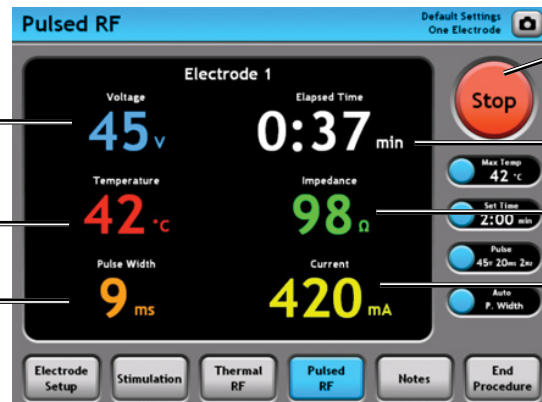 Pulsed RF
Default Settings
One Electrode
Electrode 1
Voltage
45 v
Elapsed Time
0:37 min
Temperature
42 °C
Impedance
98 Ω
Pulse Width
9 ms
Current
420 mA
Stop
Max Temp
42 °C
Set Time
2:00 min
Pulse
45V 20ms 2Hz
Auto
P. Width
Electrode
Setup
Stimulation
Thermal
RF
Pulsed
RF
Notes
End
Procedure